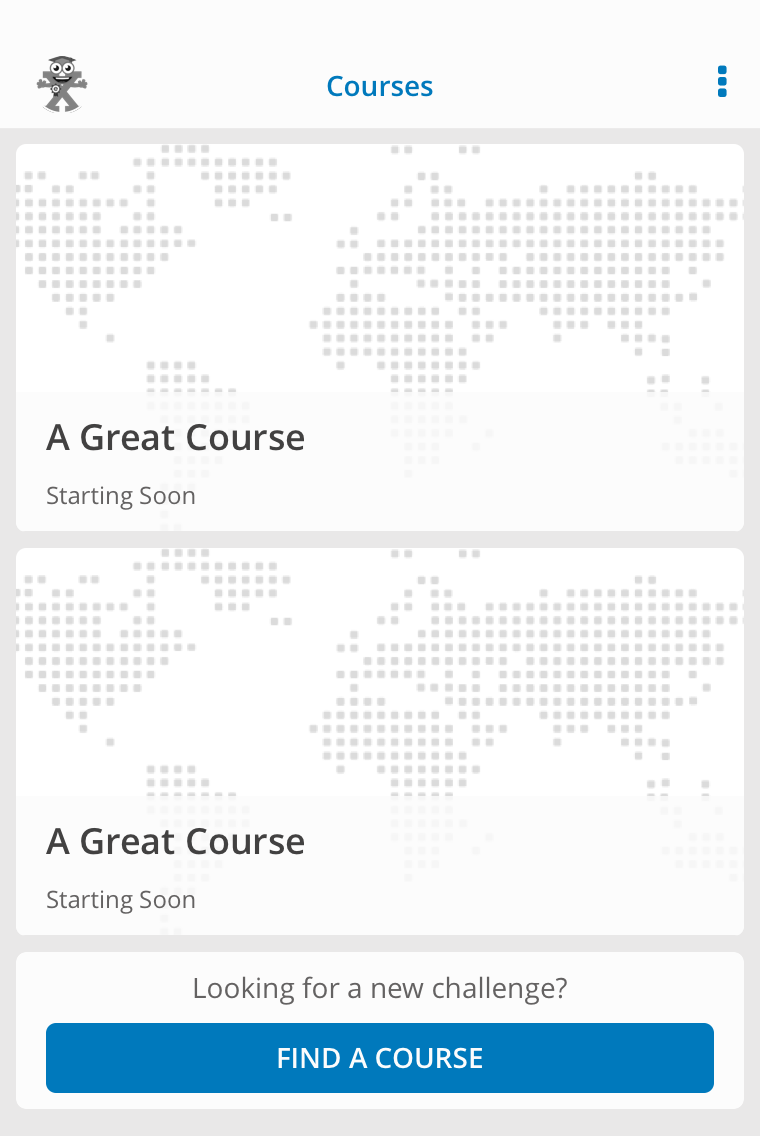 Courses
A Great Course
Starting Soon
A Great Course
Starting Soon
Looking for a new challenge?
FIND A COURSE